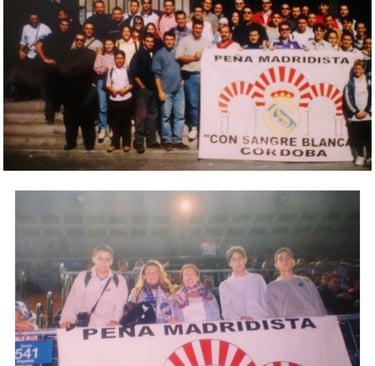 PEÑA MADRIDISTA
"CON SANGRE BLANCA
CORDOBA
541
PEÑA MADRIDISTA